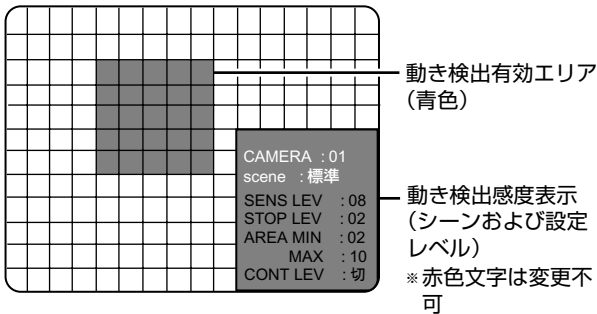 動き検出有効エリア
（青色）
CAMERA : 01
scene : 標準
SENS LEV : 08
STOP LEV : 02
AREA MIN : 02
MAX : 10
CONT LEV : 切
動き検出感度表示
（シーンおよび設定
レベル）
※赤色文字は変更不
可